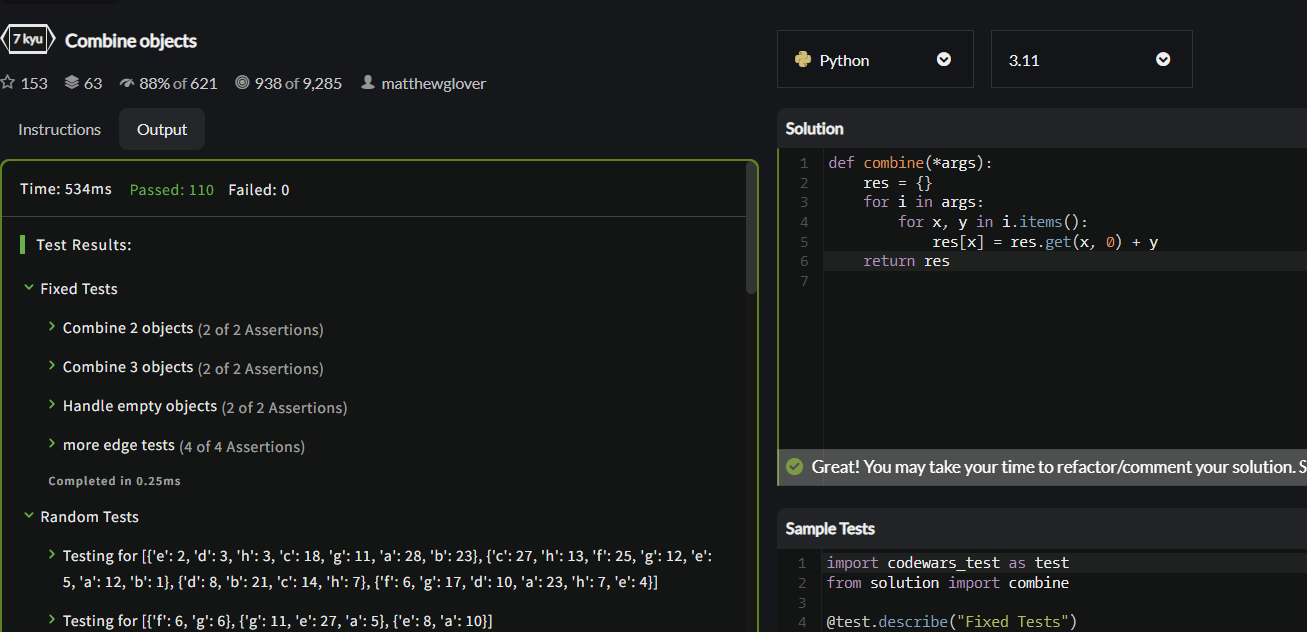 7 kyu Combine objects
153 63 88% of 621 938 of 9,285 matthewglover
Instructions Output
Time: 534ms Passed: 110 Failed: 0
Test Results:
Fixed Tests
Combine 2 objects (2 of 2 Assertions)
Combine 3 objects (2 of 2 Assertions)
Handle empty objects (2 of 2 Assertions)
more edge tests (4 of 4 Assertions)
Completed in 0.25ms
Random Tests
Testing for [{'e': 2, 'd': 3, 'h': 3, 'c': 18, 'g': 11, 'a': 28, 'b': 23}, {'c': 27, 'h': 13, 'f': 25, 'g': 12, 'e':
5, 'a': 12, 'b': 1}, {'d': 8, 'b': 21, 'c': 14, 'h': 7}, {'f': 6, 'g': 17, 'd': 10, 'a': 23, 'h': 7, 'e': 4}]
Testing for [{'f': 6, 'g': 6}, {'g': 11, 'e': 27, 'a': 5}, {'e': 8, 'a': 10}]
Python 3.11
Solution
1 def combine(*args):
2 res = {}
3 for i in args:
4 for x, y in i.items():
5 res[x] = res.get(x, 0) + y
6 return res
7
Great! You may take your time to refactor/comment your solution. S
Sample Tests
1 import codewars_test as test
2 from solution import combine
3
4 @test.describe("Fixed Tests")